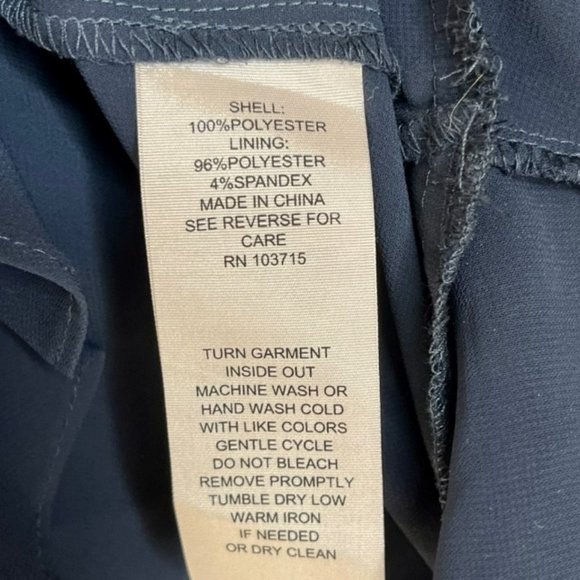 SHELL:
100%POLYESTER
LINING:
96%POLYESTER
4%SPANDEX
MADE IN CHINA
SEE REVERSE FOR
CARE
RN 103715
TURN GARMENT
INSIDE OUT
MACHINE WASH OR
HAND WASH COLD
WITH LIKE COLORS
GENTLE CYCLE
DO NOT BLEACH
REMOVE PROMPTLY
TUMBLE DRY LOW
WARM IRON
IF NEEDED
OR DRY CLEAN